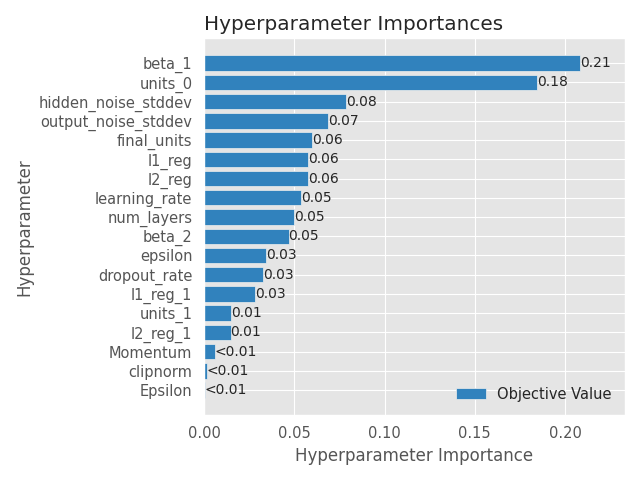 Hyperparameter Importances
beta_1 0.21
units_0 0.18
hidden_noise_stddev 0.08
output_noise_stddev 0.07
final_units 0.06
l1_reg 0.06
l2_reg 0.06
learning_rate 0.05
num_layers 0.05
beta_2 0.05
epsilon 0.03
dropout_rate 0.03
l1_reg_1 0.03
units_1 0.01
l2_reg_1 0.01
Momentum <0.01
clipnorm <0.01
Epsilon <0.01
Hyperparameter
Objective Value
0.00 0.05 0.10 0.15 0.20
Hyperparameter Importance